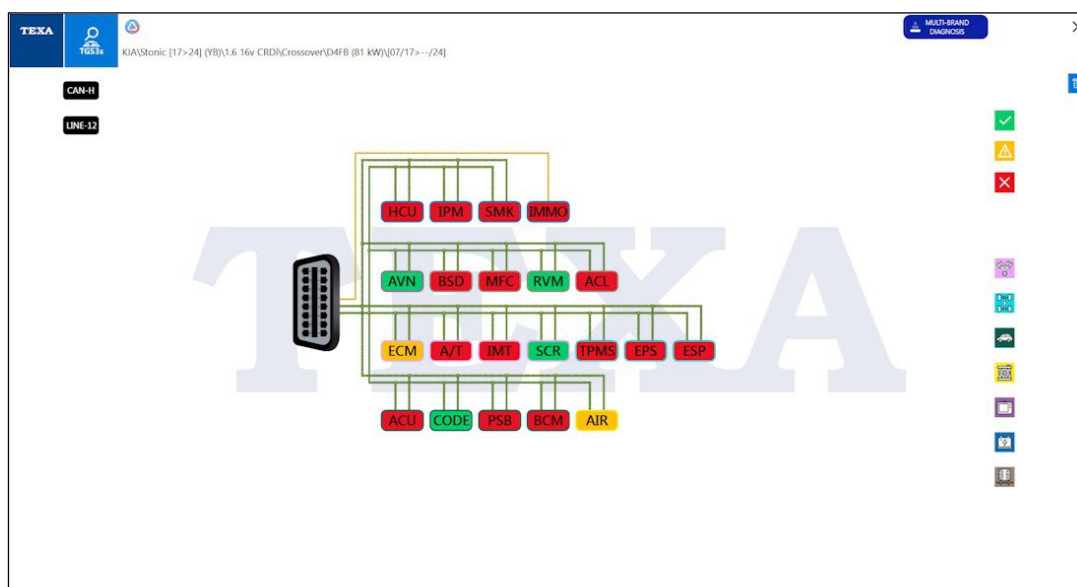 TEXA
TGS3s
KIA\Stonic [17>24] (YB)\1.6 16v CRDi\Crossover\D4FB (81 kW)\[07/17>--/24]
MULTI-BRAND
DIAGNOSIS
CAN-H
LINE-12
HCU IPM SMK IMMO
AVN BSD MFC RVM ACL
ECM A/T IMT SCR TPMS EPS ESP
ACU CODE PSB BCM AIR
TEXA